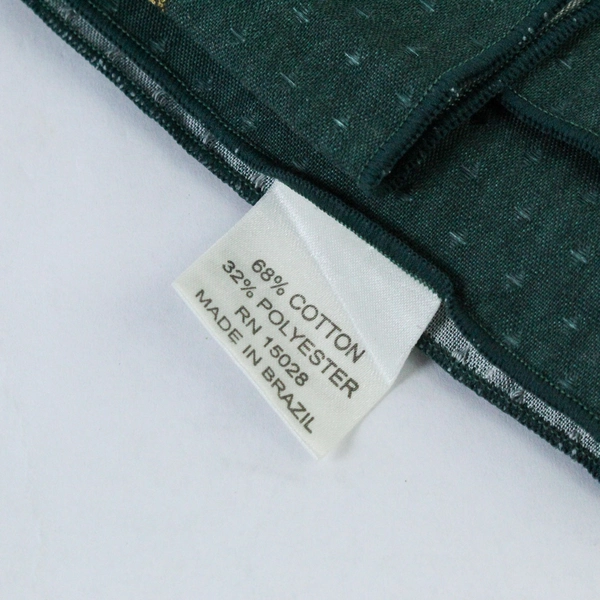 68% COTTON
32% POLYESTER
RN 15028
MADE IN BRAZIL